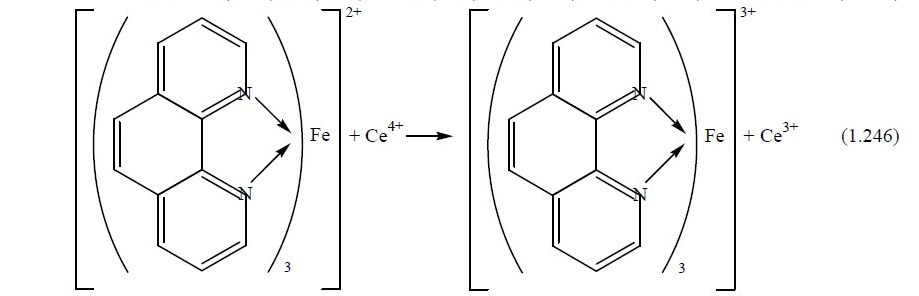 [ ( N N )3 Fe ]2+ + Ce4+ ⟶ [ ( N N )3 Fe ]3+ + Ce3+ (1.246)